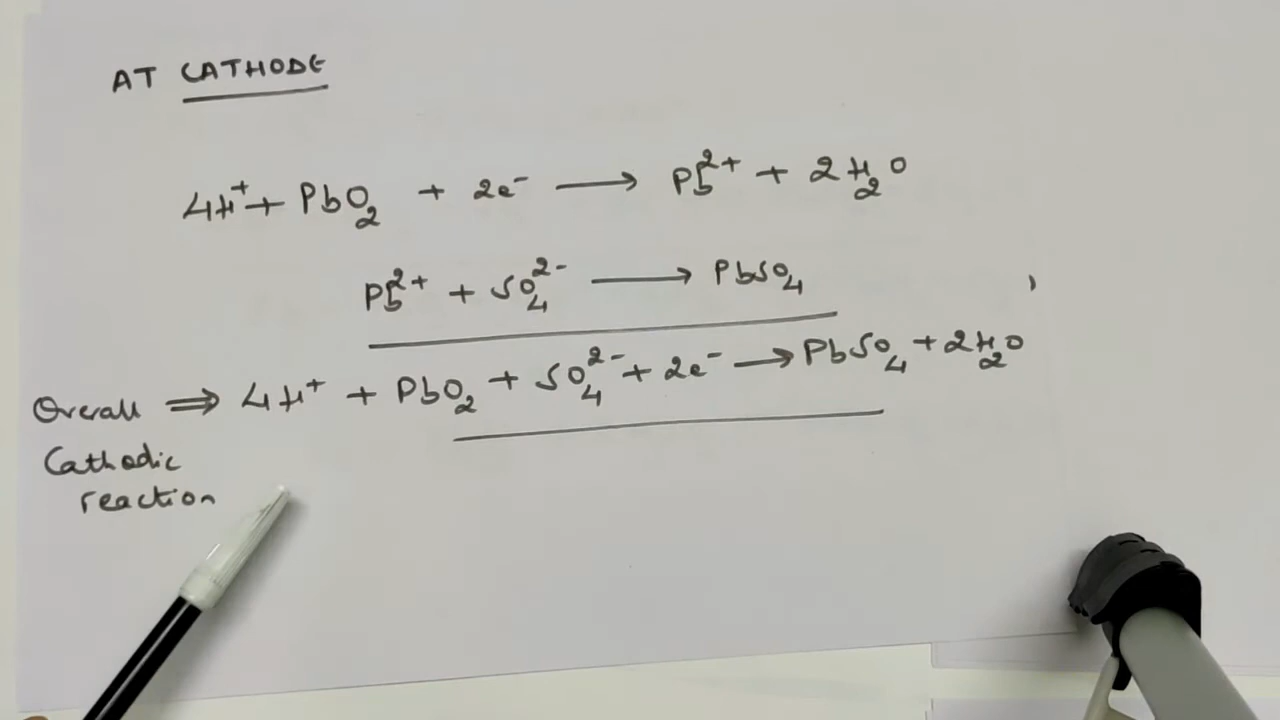 AT CATHODE
4H⁺ + PbO₂ + 2e⁻ ⟶ Pb²⁺ + 2H₂O
Pb²⁺ + SO₄²⁻ ⟶ PbSO₄
Overall ⟹ 4H⁺ + PbO₂ + SO₄²⁻ + 2e⁻ ⟶ PbSO₄ + 2H₂O
Cathodic
reaction